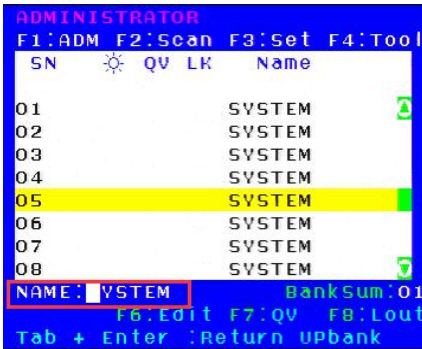 ADMINISTRATOR
F1:ADM F2:Scan F3:Set F4:Tool
SN QV LK Name
01 SYSTEM
02 SYSTEM
03 SYSTEM
04 SYSTEM
05 SYSTEM
06 SYSTEM
07 SYSTEM
08 SYSTEM
NAME: YSTEM BankSum:01
F6:Edit F7:QV F8:Lout
Tab + Enter :Return UPbank